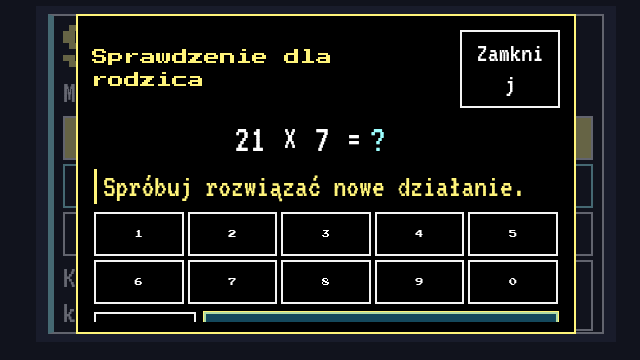 Sprawdzenie dla
rodzica
Zamkni
j
21 X 7 = ?
Spróbuj rozwiązać nowe działanie.
1 2 3 4 5
6 7 8 9 0